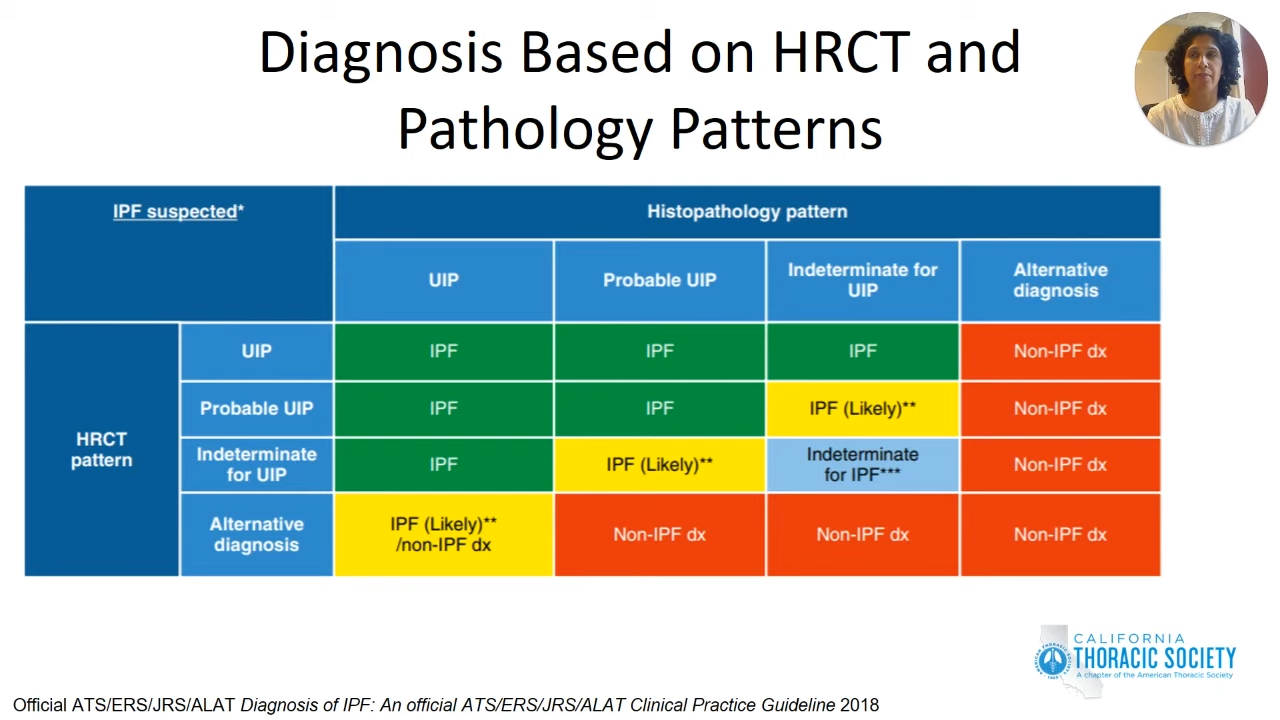 Diagnosis Based on HRCT and
Pathology Patterns
IPF suspected*
Histopathology pattern
UIP
Probable UIP
Indeterminate for
UIP
Alternative
diagnosis
HRCT
pattern
UIP
IPF
IPF
IPF
Non-IPF dx
Probable UIP
IPF
IPF
IPF (Likely)**
Non-IPF dx
Indeterminate
for UIP
IPF
IPF (Likely)**
Indeterminate
for IPF***
Non-IPF dx
Alternative
diagnosis
IPF (Likely)**
/non-IPF dx
Non-IPF dx
Non-IPF dx
Non-IPF dx
CALIFORNIA
THORACIC SOCIETY
A chapter of the American Thoracic Society
Official ATS/ERS/JRS/ALAT Diagnosis of IPF: An official ATS/ERS/JRS/ALAT Clinical Practice Guideline 2018